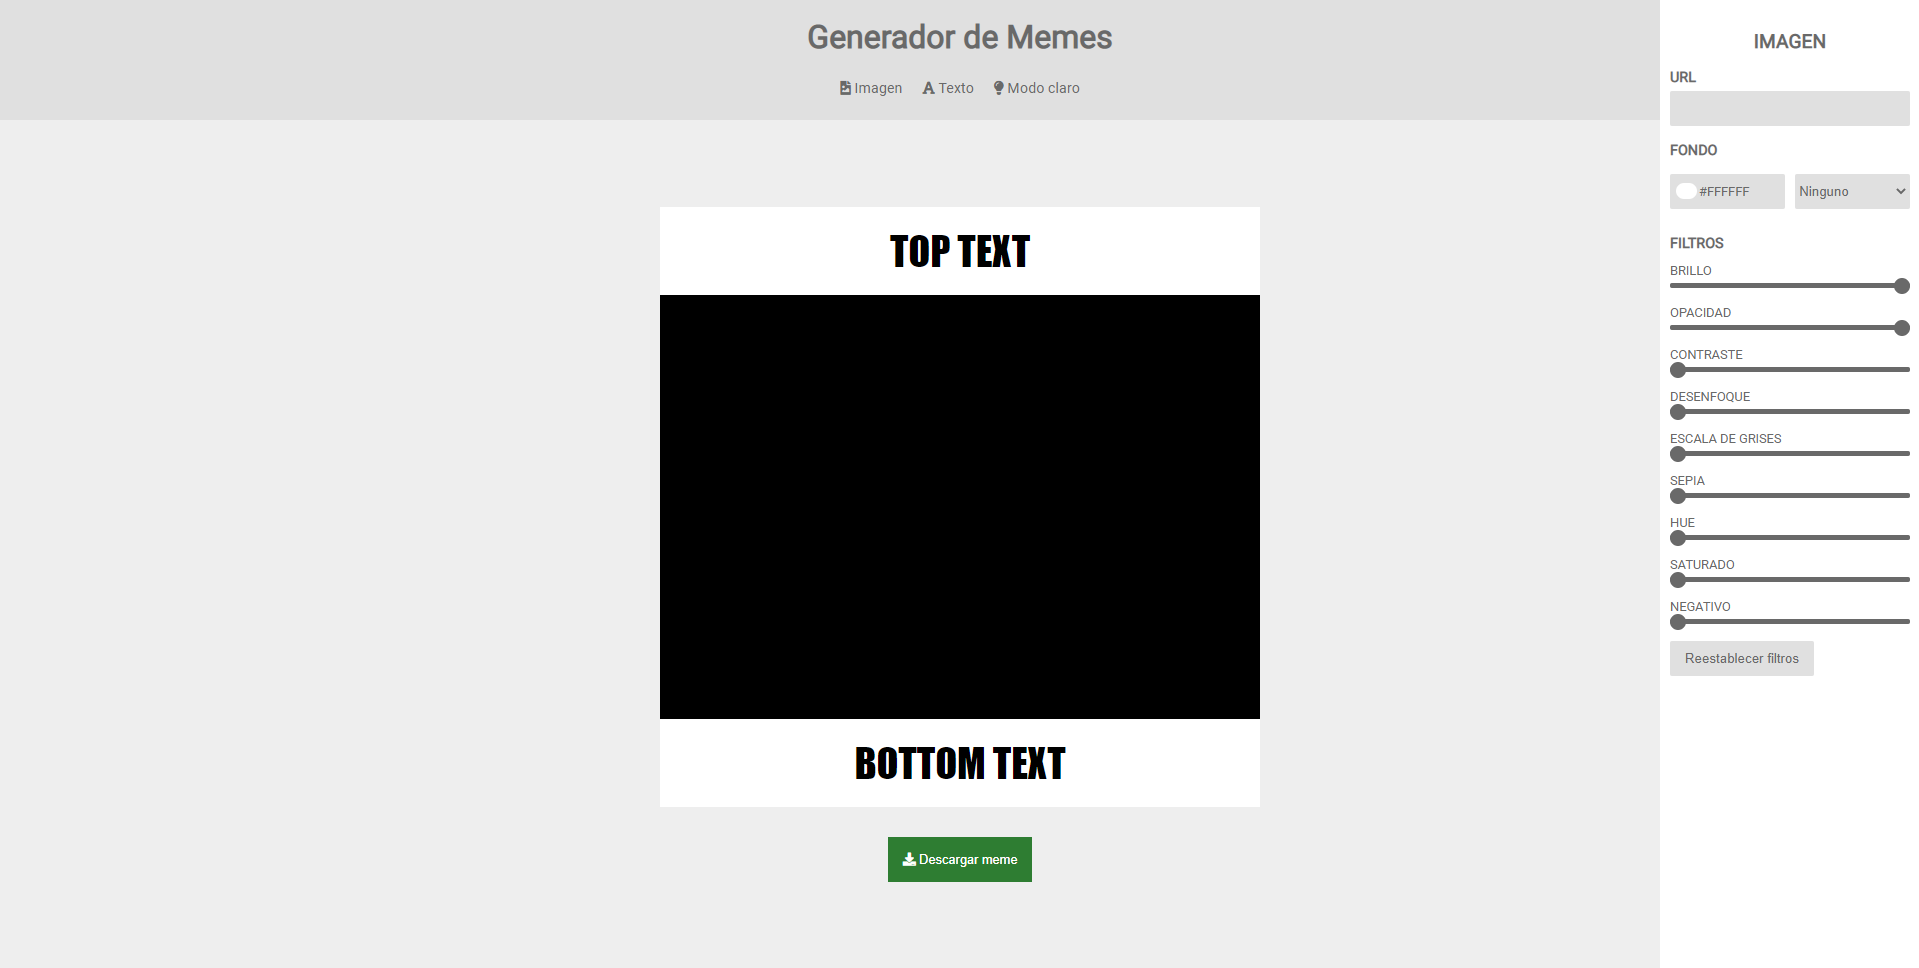 Generador de Memes
Imagen Texto Modo claro
TOP TEXT
BOTTOM TEXT
Descargar meme
IMAGEN
URL
FONDO
#FFFFFF Ninguno
FILTROS
BRILLO
OPACIDAD
CONTRASTE
DESENFOQUE
ESCALA DE GRISES
SEPIA
HUE
SATURADO
NEGATIVO
Reestablecer filtros